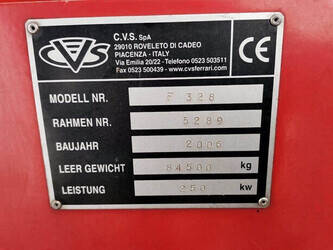 CVS
C.V.S. SpA
29010 ROVELETO DI CADEO
PIACENZA - ITALY
Via Emilia 20/22 - Telefono 0523 503511
Fax 0523 500439 - www.cvsferrari.com
CE
MODELL NR. F 328
RAHMEN NR. 5289
BAUJAHR 2006
LEER GEWICHT 84500 kg
LEISTUNG 250 kw